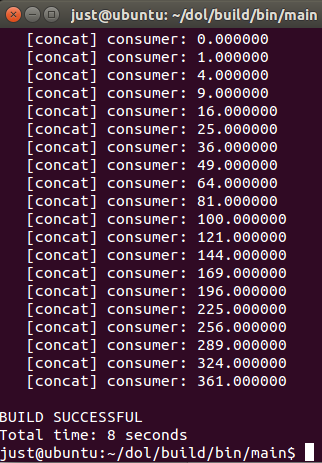 just@ubuntu: ~/dol/build/bin/main
[concat] consumer: 0.000000
[concat] consumer: 1.000000
[concat] consumer: 4.000000
[concat] consumer: 9.000000
[concat] consumer: 16.000000
[concat] consumer: 25.000000
[concat] consumer: 36.000000
[concat] consumer: 49.000000
[concat] consumer: 64.000000
[concat] consumer: 81.000000
[concat] consumer: 100.000000
[concat] consumer: 121.000000
[concat] consumer: 144.000000
[concat] consumer: 169.000000
[concat] consumer: 196.000000
[concat] consumer: 225.000000
[concat] consumer: 256.000000
[concat] consumer: 289.000000
[concat] consumer: 324.000000
[concat] consumer: 361.000000
BUILD SUCCESSFUL
Total time: 8 seconds
just@ubuntu:~/dol/build/bin/main$